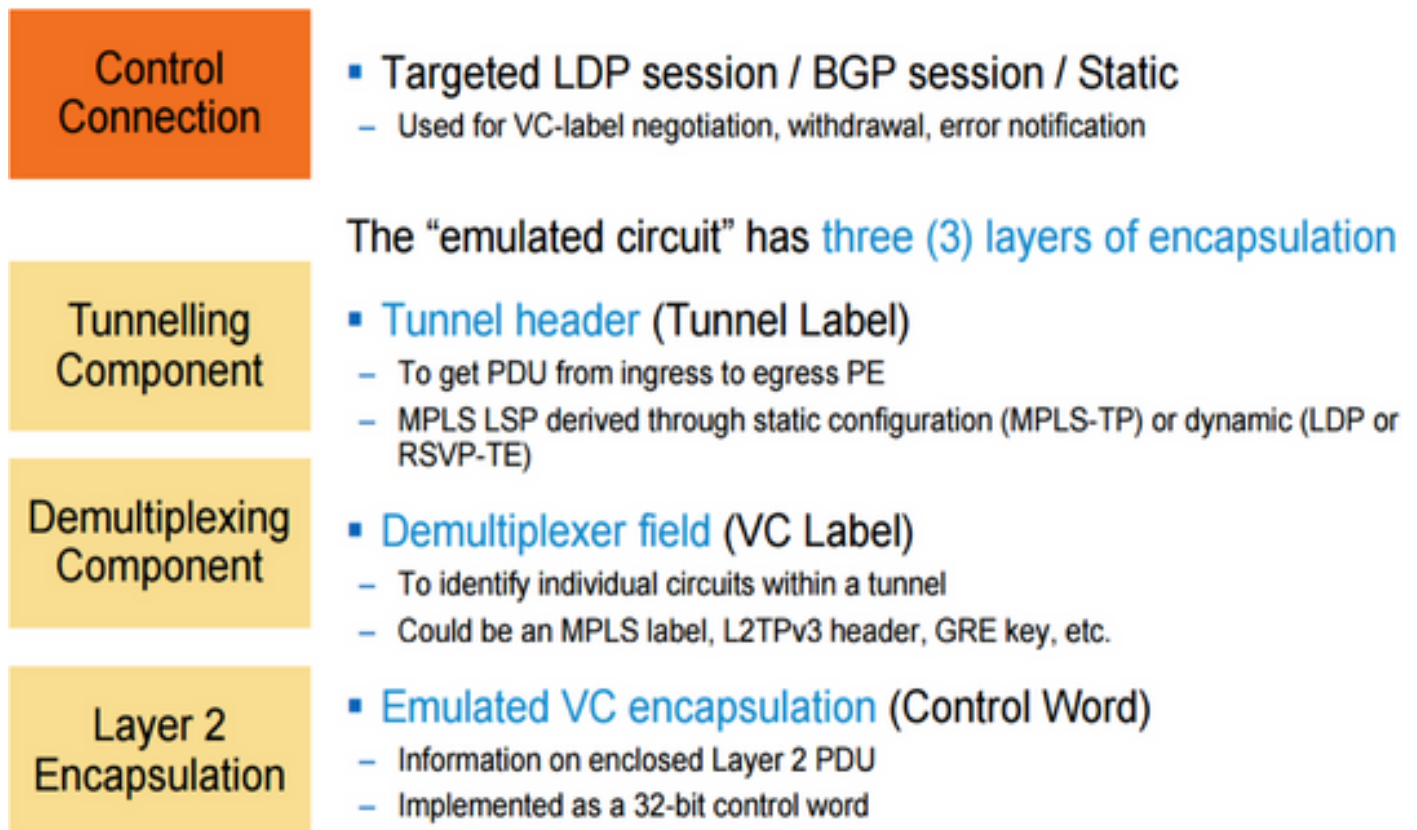 Control
Connection
▪ Targeted LDP session / BGP session / Static
– Used for VC-label negotiation, withdrawal, error notification
The “emulated circuit” has three (3) layers of encapsulation
Tunnelling
Component
▪ Tunnel header (Tunnel Label)
– To get PDU from ingress to egress PE
– MPLS LSP derived through static configuration (MPLS-TP) or dynamic (LDP or
RSVP-TE)
Demultiplexing
Component
▪ Demultiplexer field (VC Label)
– To identify individual circuits within a tunnel
– Could be an MPLS label, L2TPv3 header, GRE key, etc.
Layer 2
Encapsulation
▪ Emulated VC encapsulation (Control Word)
– Information on enclosed Layer 2 PDU
– Implemented as a 32-bit control word